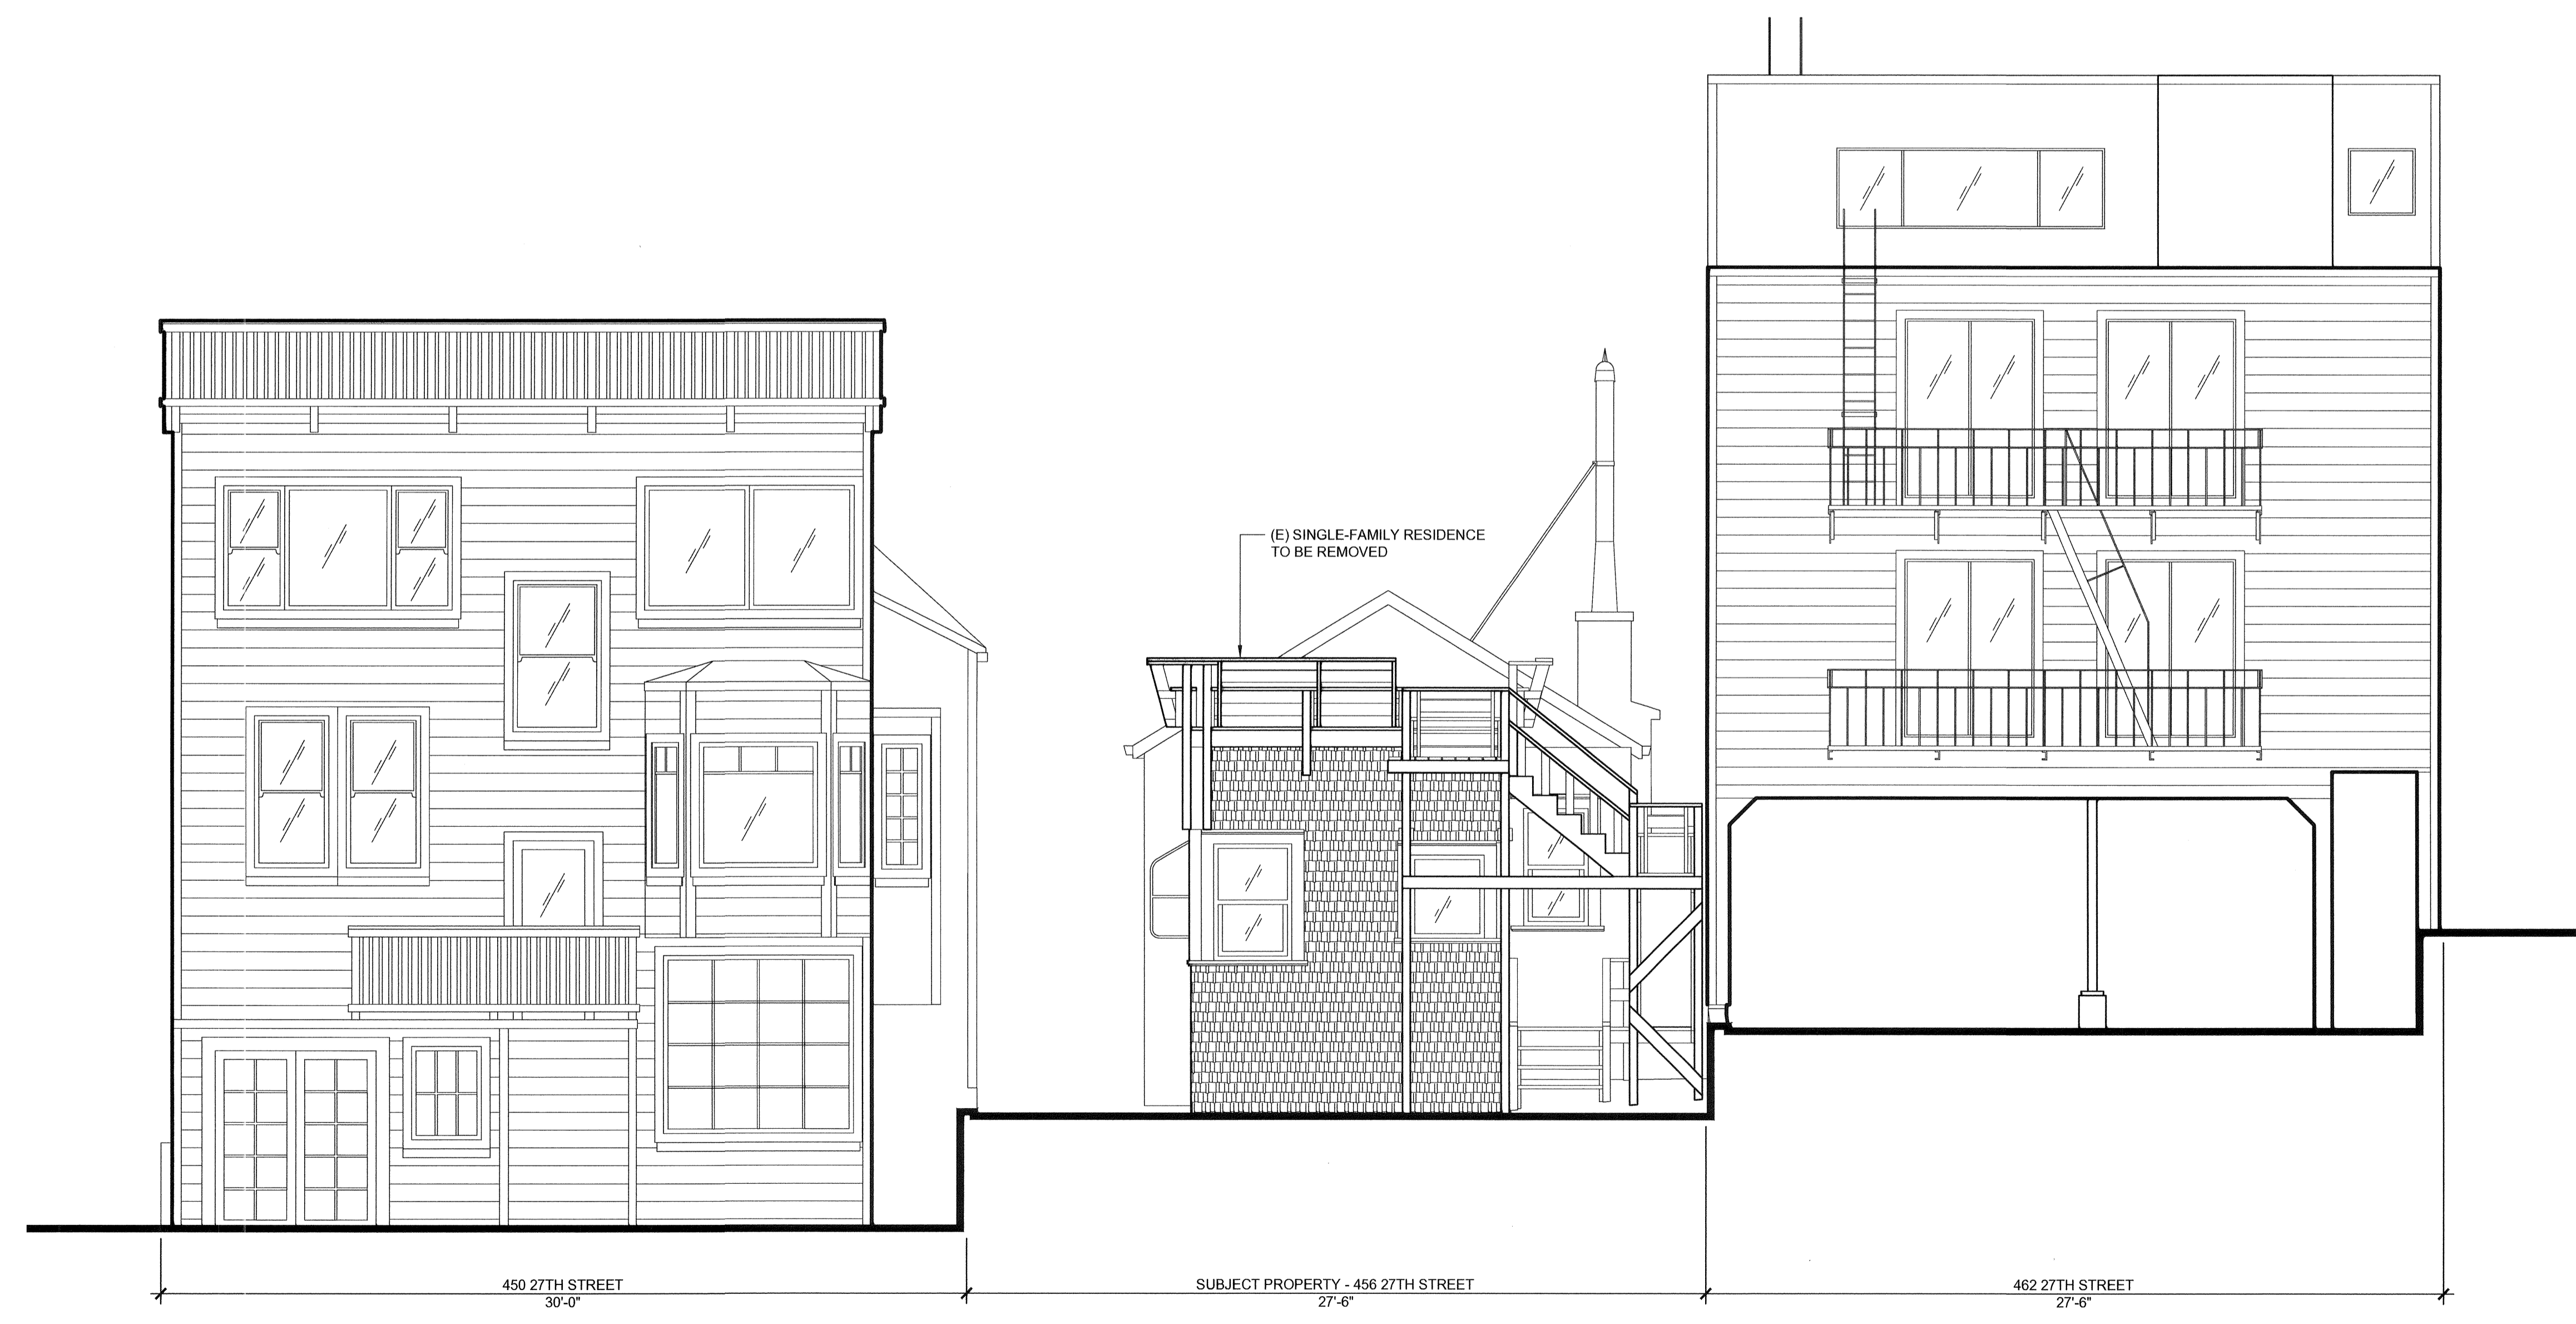 (E) SINGLE-FAMILY RESIDENCE
TO BE REMOVED
450 27TH STREET
30'-0"
SUBJECT PROPERTY - 456 27TH STREET
27'-6"
462 27TH STREET
27'-6"